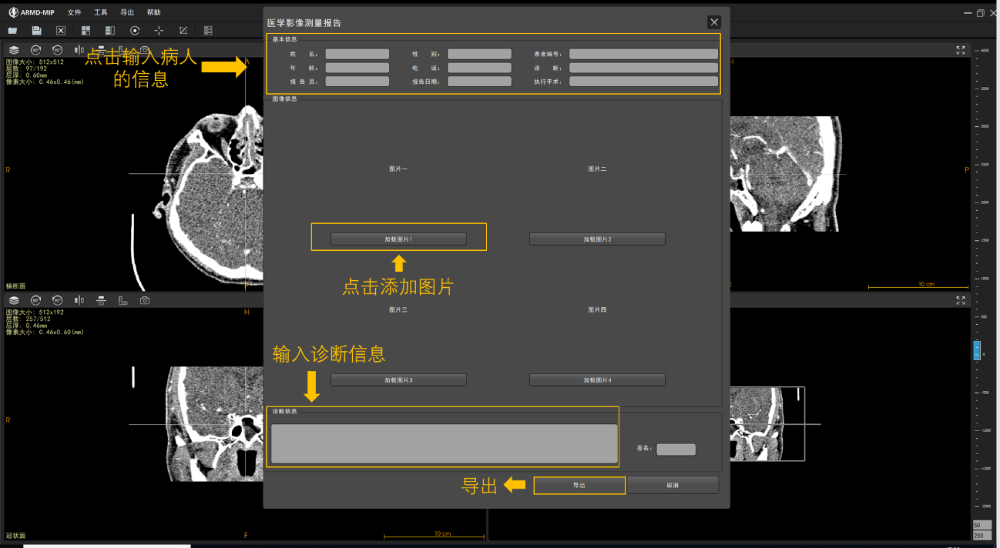 ARMD-MIP 文件 工具 导出 帮助
图像大小: 512x512
层数: 97/192
层厚: 0.60mm
像素大小: 0.46x0.46(mm)
点击输入病人
的信息
A
R
横断面
F
H
P
10 cm
医学影像测量报告
基本信息
姓 名: 性 别: 患者编号:
年 龄: 电 话: 诊 断:
报 告 员: 报告日期: 执行手术:
图像信息
图片一 图片二
加载图片1 加载图片2
点击添加图片
图片三 图片四
输入诊断信息
加载图片3 加载图片4
诊断信息
签名:
导出
导出 取消
图像大小: 512x192
层数: 257/512
层厚: 0.46mm
像素大小: 0.46x0.60(mm)
H
R
冠状面
F
10 cm
4000
3500
3000
2500
2000
1500
1000
500
0
-500
-1000
-1500
-2000
50
250